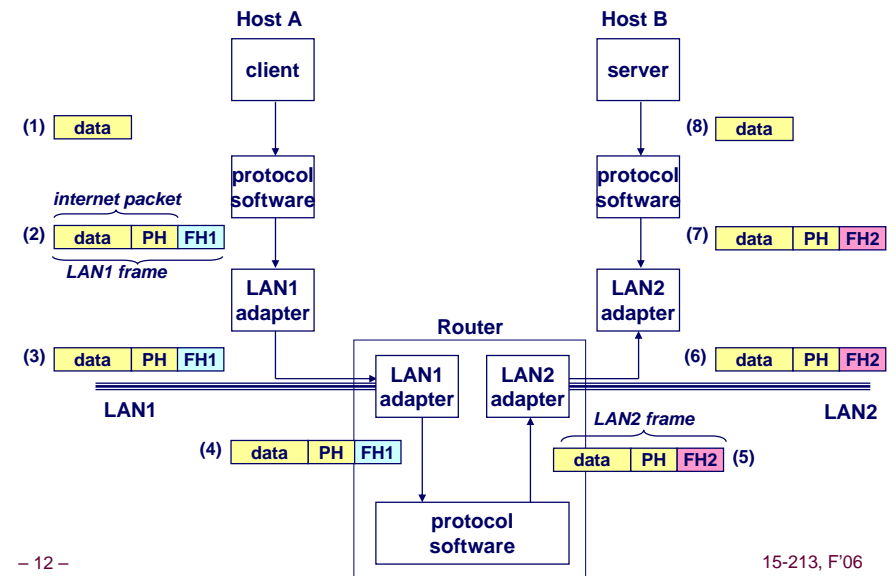 Host A
Host B
client
server
(1) data
(8) data
protocol
software
protocol
software
internet packet
(2) data PH FH1
LAN1 frame
(7) data PH FH2
LAN1
adapter
LAN2
adapter
Router
(3) data PH FH1
(6) data PH FH2
LAN1
adapter
LAN2
adapter
LAN1
LAN2
LAN2 frame
(4) data PH FH1
data PH FH2 (5)
protocol
software
– 12 –
15-213, F’06